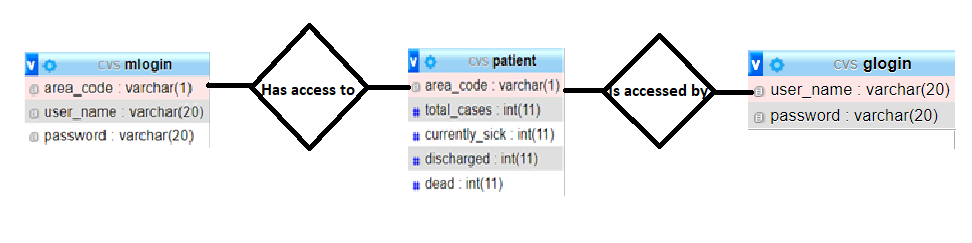 cvs mlogin
area_code : varchar(1)
user_name : varchar(20)
password : varchar(20)
Has access to
cvs patient
area_code : varchar(1)
total_cases : int(11)
currently_sick : int(11)
discharged : int(11)
dead : int(11)
Is accessed by
cvs glogin
user_name : varchar(20)
password : varchar(20)